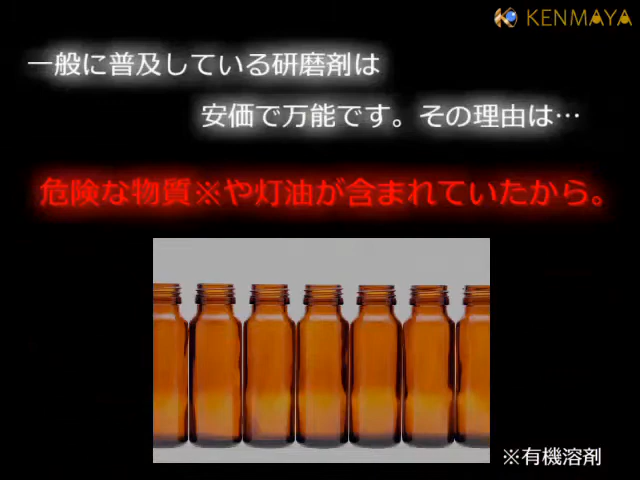 KENMAYA
一般に普及している研磨剤は
安価で万能です。その理由は…
危険な物質※や灯油が含まれていたから。
※有機溶剤